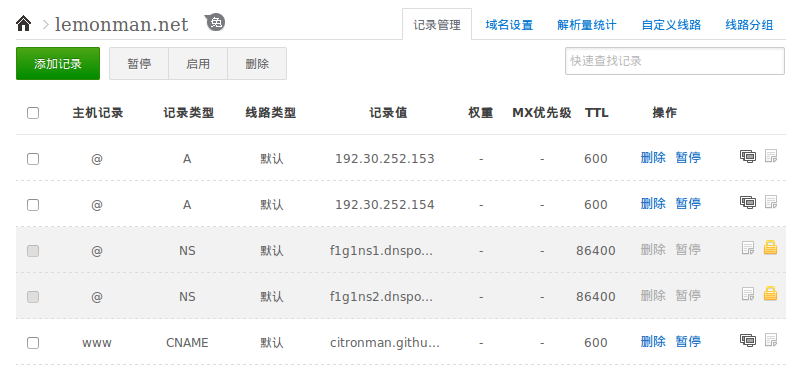 lemonman.net 免 记录管理 域名设置 解析量统计 自定义线路 线路分组
添加记录 暂停 启用 删除 快速查找记录
主机记录 记录类型 线路类型 记录值 权重 MX优先级 TTL 操作
@ A 默认 192.30.252.153 - - 600 删除 暂停
@ A 默认 192.30.252.154 - - 600 删除 暂停
@ NS 默认 f1g1ns1.dnspo... - - 86400 删除 暂停
@ NS 默认 f1g1ns2.dnspo... - - 86400 删除 暂停
www CNAME 默认 citronman.githu... - - 600 删除 暂停